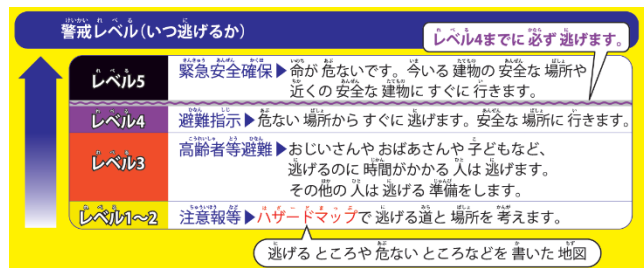 警戒レベル(いつ逃げるか)
レベル4までに 必ず 逃げます。
レベル5
緊急安全確保▶命が 危ないです。今いる 建物の 安全な 場所や
近くの 安全な 建物に すぐに 行きます。
レベル4
避難指示▶危ない 場所から すぐに 逃げます。安全な 場所に 行きます。
レベル3
高齢者等避難▶おじいさんや おばあさんや 子どもなど、
逃げるのに 時間が かかる 人は 逃げます。
その他の 人は 逃げる 準備をします。
レベル1~2
注意報等▶ハザードマップで 逃げる道と 場所を 考えます。
逃げる ところや 危ない ところなどを 書いた 地図